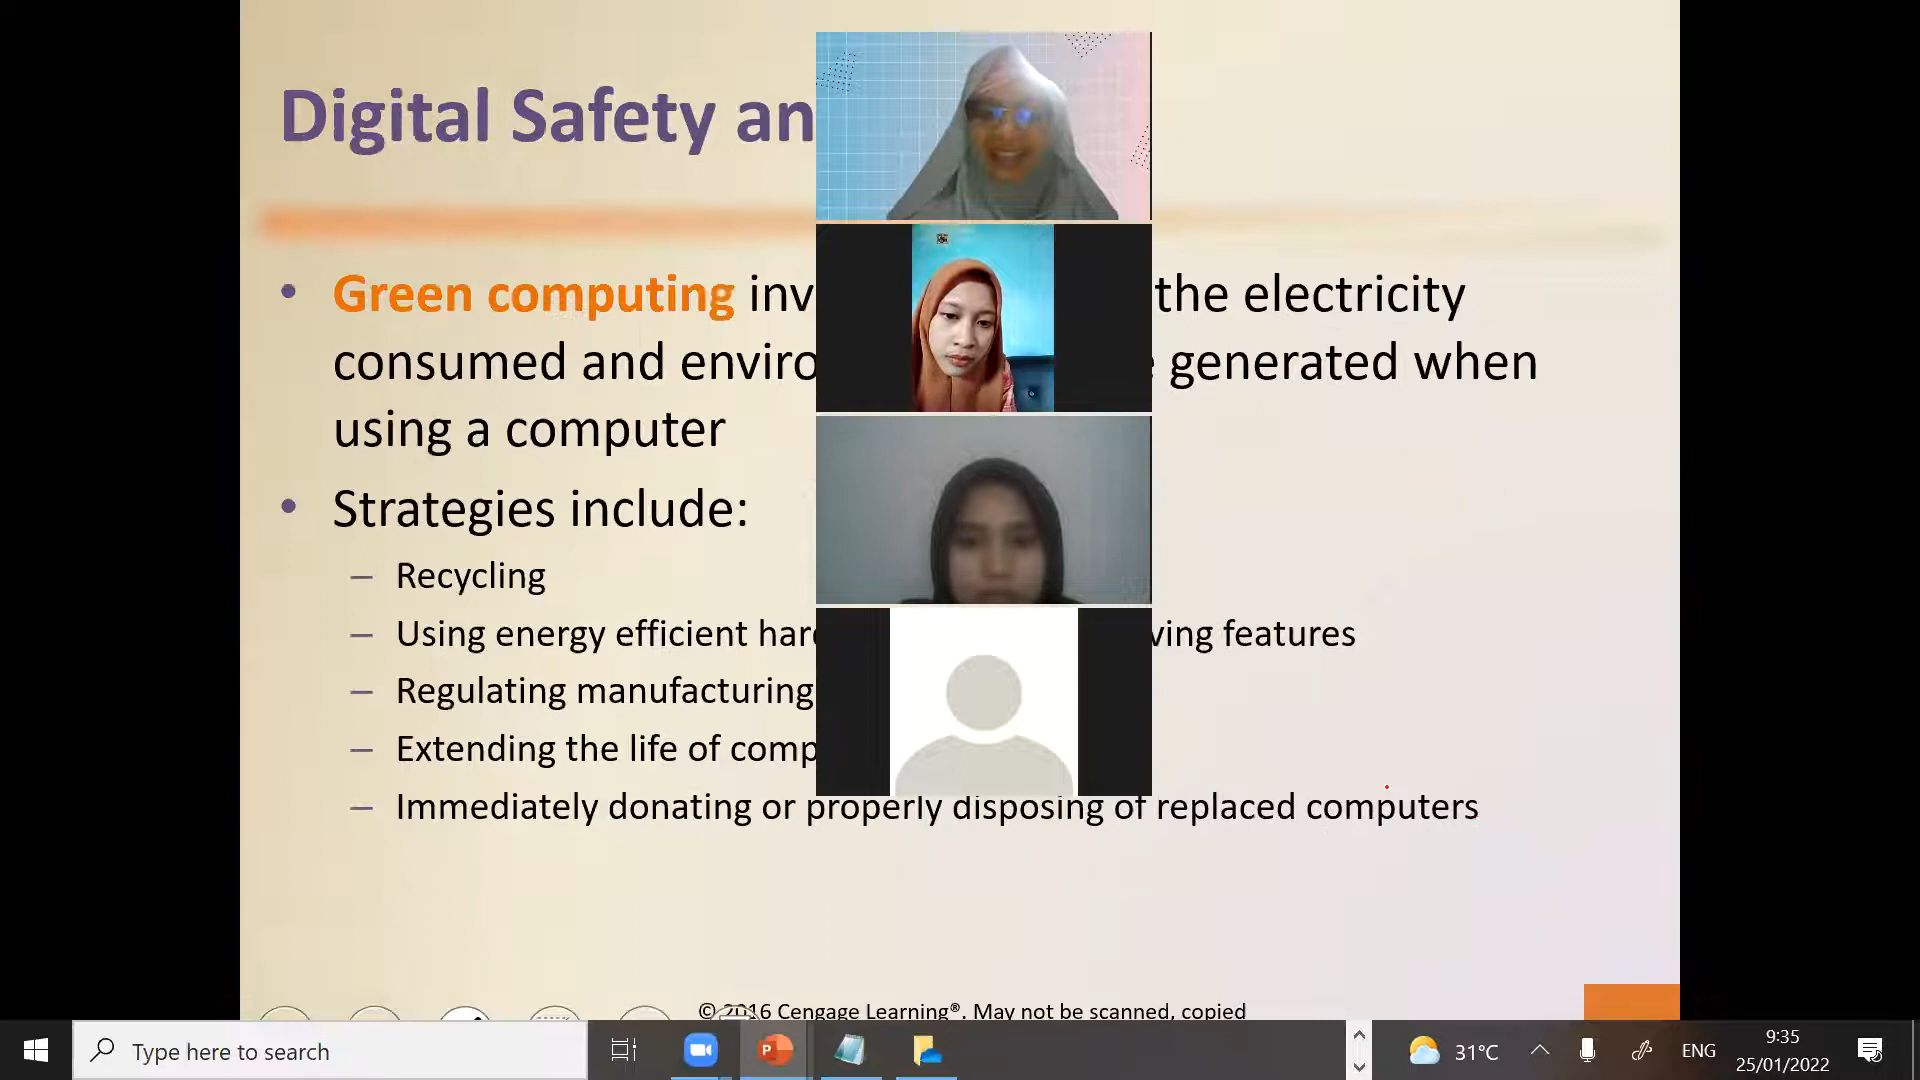 Digital Safety an
Green computing inv the electricity
consumed and enviro generated when
using a computer
Strategies include:
– Recycling
– Using energy efficient hard ving features
– Regulating manufacturing
– Extending the life of comp
– Immediately donating or properly disposing of replaced computers
© 2016 Cengage Learning®. May not be scanned, copied
Type here to search
31°C
ENG
9:35
25/01/2022